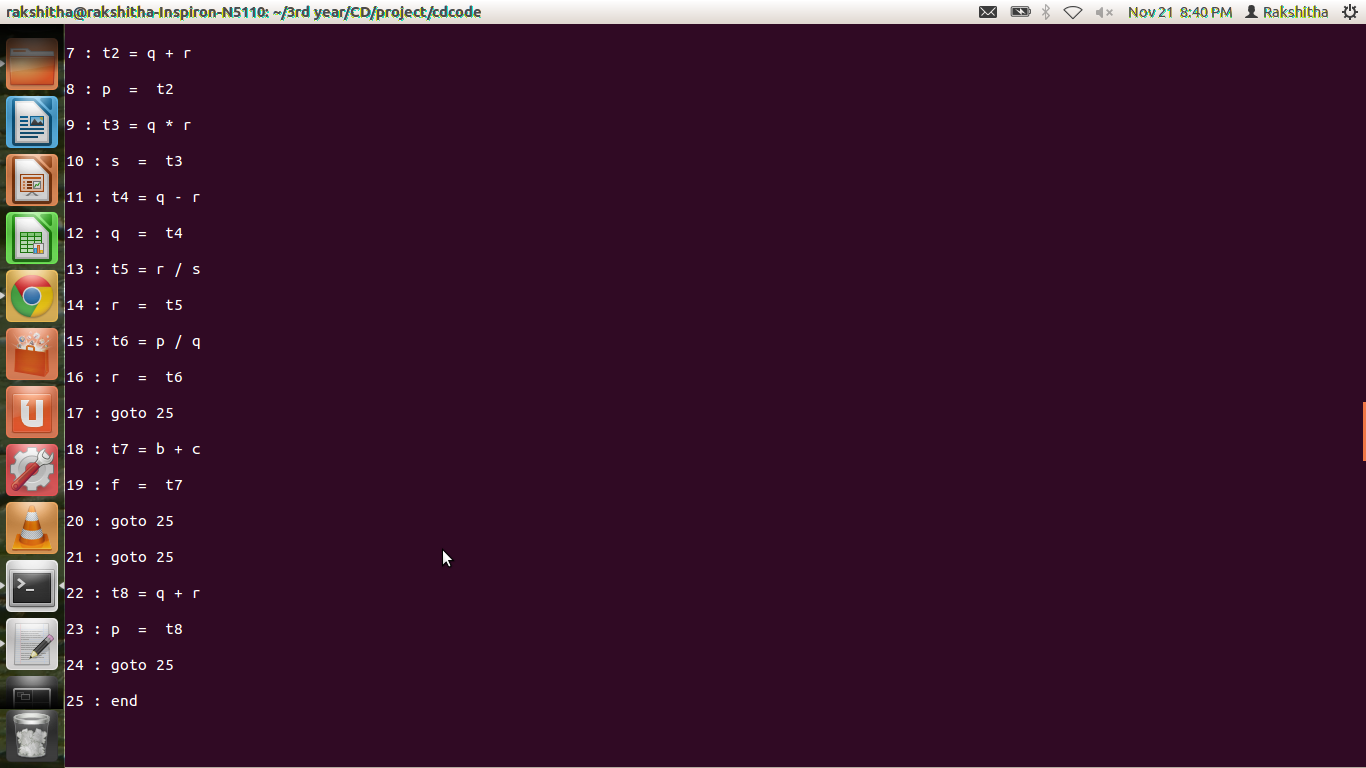 rakshitha@rakshitha-Inspiron-N5110: ~/3rd year/CD/project/cdcode
Nov 21 8:40 PM Rakshitha
7 : t2 = q + r
8 : p  =  t2
9 : t3 = q * r
10 : s  =  t3
11 : t4 = q - r
12 : q  =  t4
13 : t5 = r / s
14 : r  =  t5
15 : t6 = p / q
16 : r  =  t6
17 : goto 25
18 : t7 = b + c
19 : f  =  t7
20 : goto 25
21 : goto 25
22 : t8 = q + r
23 : p  =  t8
24 : goto 25
25 : end